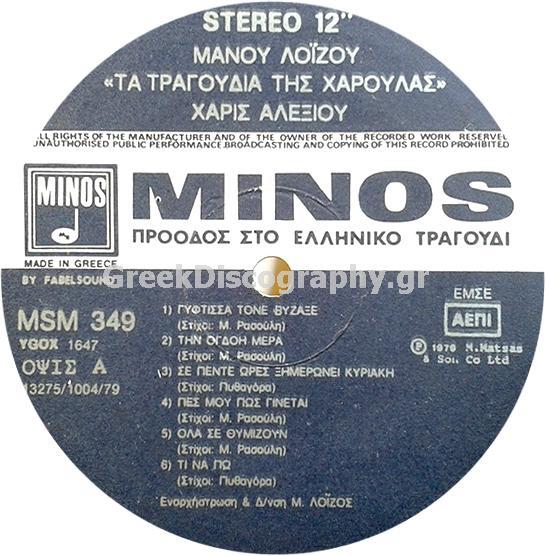 STEREO 12"
ΜΑΝΟΥ ΛΟΪΖΟΥ
«ΤΑ ΤΡΑΓΟΥΔΙΑ ΤΗΣ ΧΑΡΟΥΛΑΣ»
ΧΑΡΙΣ ΑΛΕΞΙΟΥ
ALL RIGHTS OF THE MANUFACTURER AND OF THE OWNER OF THE RECORDED WORK RESERVED
UNAUTHORISED PUBLIC PERFORMANCE, BROADCASTING AND COPYING OF THIS RECORD PROHIBITED
MINOS
MINOS
ΠΡΟΟΔΟΣ ΣΤΟ ΕΛΛΗΝΙΚΟ ΤΡΑΓΟΥΔΙ
MADE IN GREECE
BY FABELSOUND
GreekDiscography.gr
MSM 349
YGOX 1647
ΟΨΙΣ Α
13275/1004/79
1) ΓΥΦΤΙΣΣΑ ΤΟΝΕ ΒΥΖΑΞΕ
(Στίχοι: Μ. Ρασούλη)
2) ΤΗΝ ΟΓΔΟΗ ΜΕΡΑ
(Στίχοι: Μ. Ρασούλη)
3) ΣΕ ΠΕΝΤΕ ΩΡΕΣ ΞΗΜΕΡΩΝΕΙ ΚΥΡΙΑΚΗ
(Στίχοι: Πυθαγόρα)
4) ΠΕΣ ΜΟΥ ΠΩΣ ΓΙΝΕΤΑΙ
(Στίχοι: Μ. Ρασούλη)
5) ΟΛΑ ΣΕ ΘΥΜΙΖΟΥΝ
(Στίχοι: Μ. Ρασούλη)
6) ΤΙ ΝΑ ΠΩ
(Στίχοι: Πυθαγόρα)
Ενορχήστρωση & Δ/νση Μ. ΛΟΪΖΟΣ
ΕΜΣΕ
ΑΕΠΙ
℗ 1979 M. Matsas
& Son Co Ltd